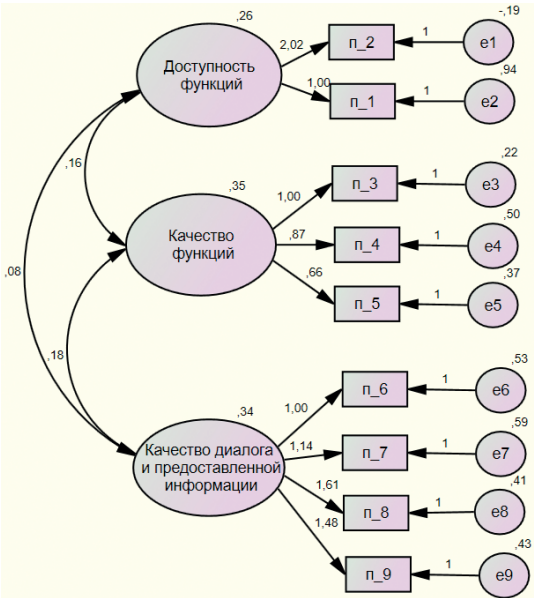 ,26
-,19
Доступность
функций
2,02
п_2
1
e1
,94
1,00
п_1
1
e2
,16
,22
,35
1,00
п_3
1
e3
Качество
функций
,87
п_4
,50
1
e4
,08
,66
п_5
,37
1
e5
,18
,53
,34
1,00
п_6
1
e6
Качество диалога
и предоставленной
информации
1,14
п_7
,59
1
e7
1,61
п_8
,41
1
e8
1,48
п_9
,43
1
e9